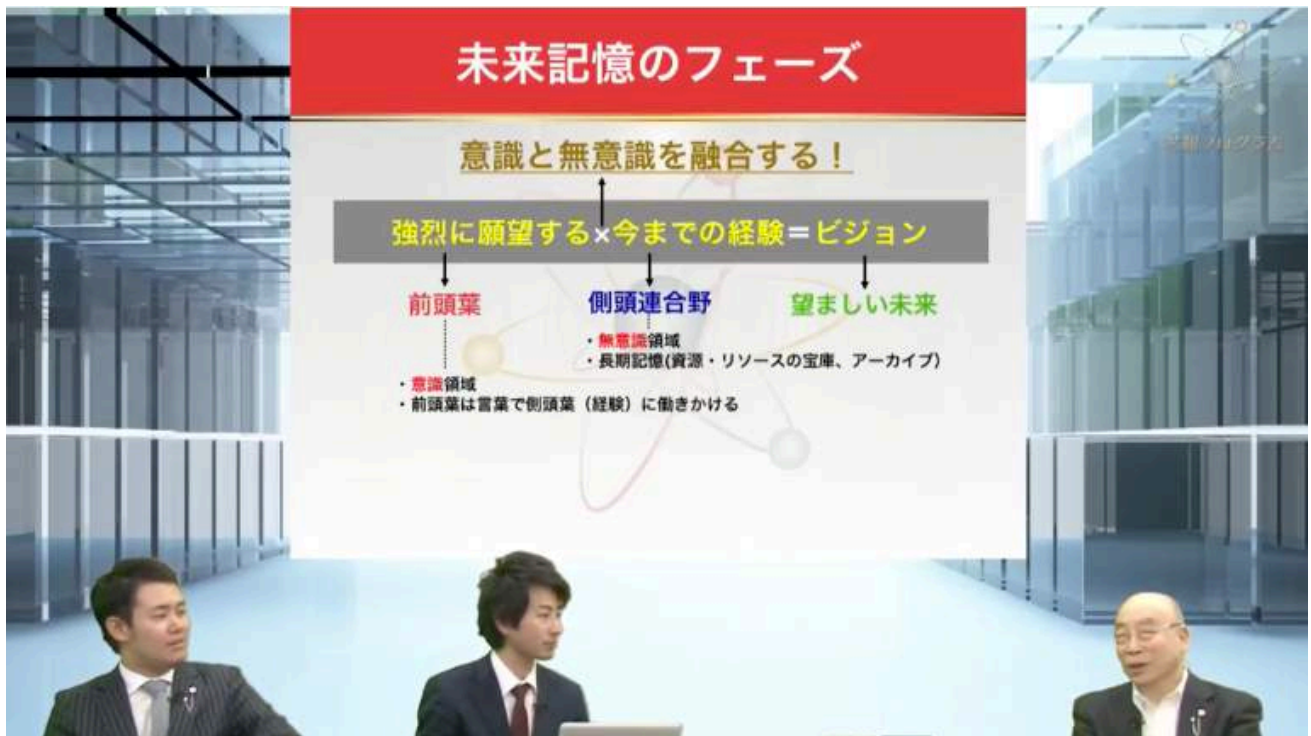 未来記憶のフェーズ
意識と無意識を融合する！
強烈に願望する×今までの経験＝ビジョン
前頭葉
側頭連合野
望ましい未来
・無意識領域
・長期記憶(資源・リソースの宝庫、アーカイブ)
・意識領域
・前頭葉は言葉で側頭葉（経験）に働きかける
プログラム